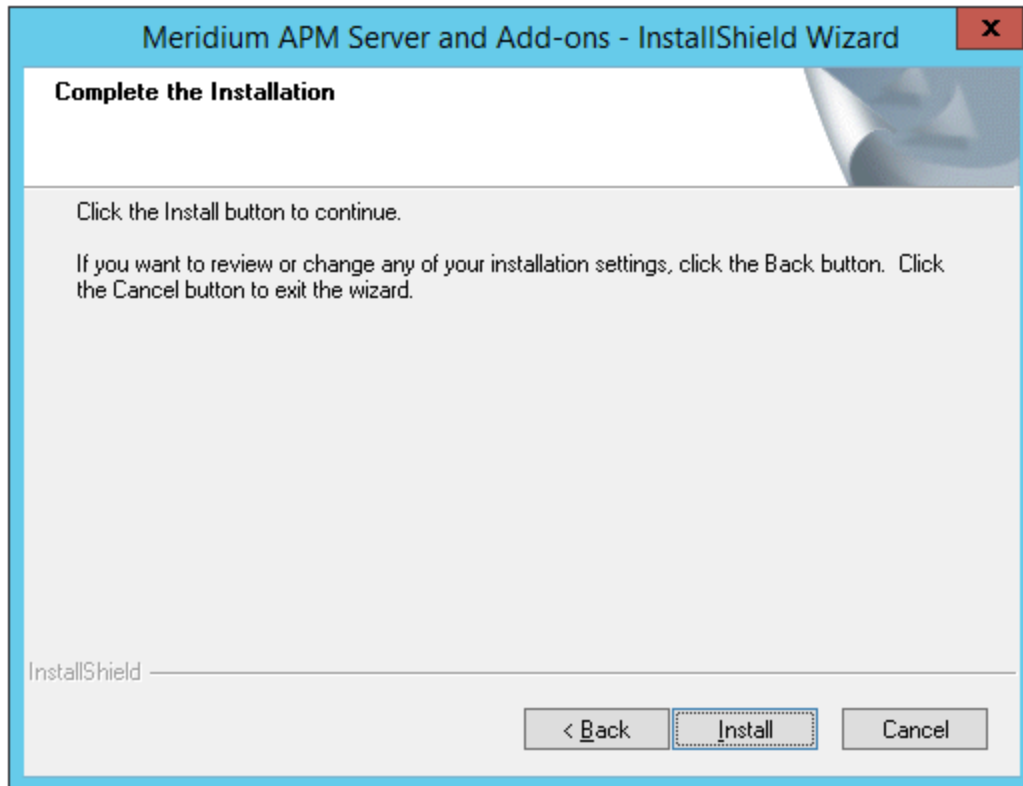 Meridium APM Server and Add-ons - InstallShield Wizard
x
Complete the Installation
Click the Install button to continue.
If you want to review or change any of your installation settings, click the Back button.  Click
the Cancel button to exit the wizard.
InstallShield
< Back
Install
Cancel